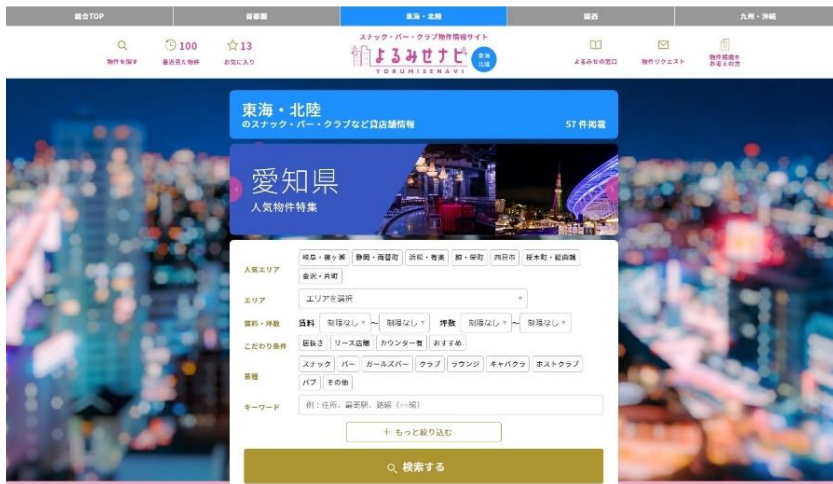 総合TOP
首都圏
東海・北陸
関西
九州・沖縄
物件を探す
100
最近見た物件
13
お気に入り
スナック・バー・クラブ物件情報サイト
よるみせナビ
YORUMISENAVI
東海
北陸
よるみせの窓口
物件リクエスト
物件掲載を
お考えの方
東海・北陸
のスナック・バー・クラブなど貸店舗情報
57 件掲載
愛知県
人気物件特集
人気エリア
岐阜・柳ヶ瀬 静岡・両替町 浜松・有楽 錦・栄町 四日市 桜木町・総曲輪
金沢・片町
エリア
エリアを選択
賃料・坪数
賃料 制限なし ～ 制限なし 坪数 制限なし ～ 制限なし
こだわり条件
居抜き リース店舗 カウンター有 おすすめ
業種
スナック バー ガールズバー クラブ ラウンジ キャバクラ ホストクラブ
パブ その他
キーワード
例：住所、最寄駅、路線（○○線）
＋ もっと絞り込む
検索する